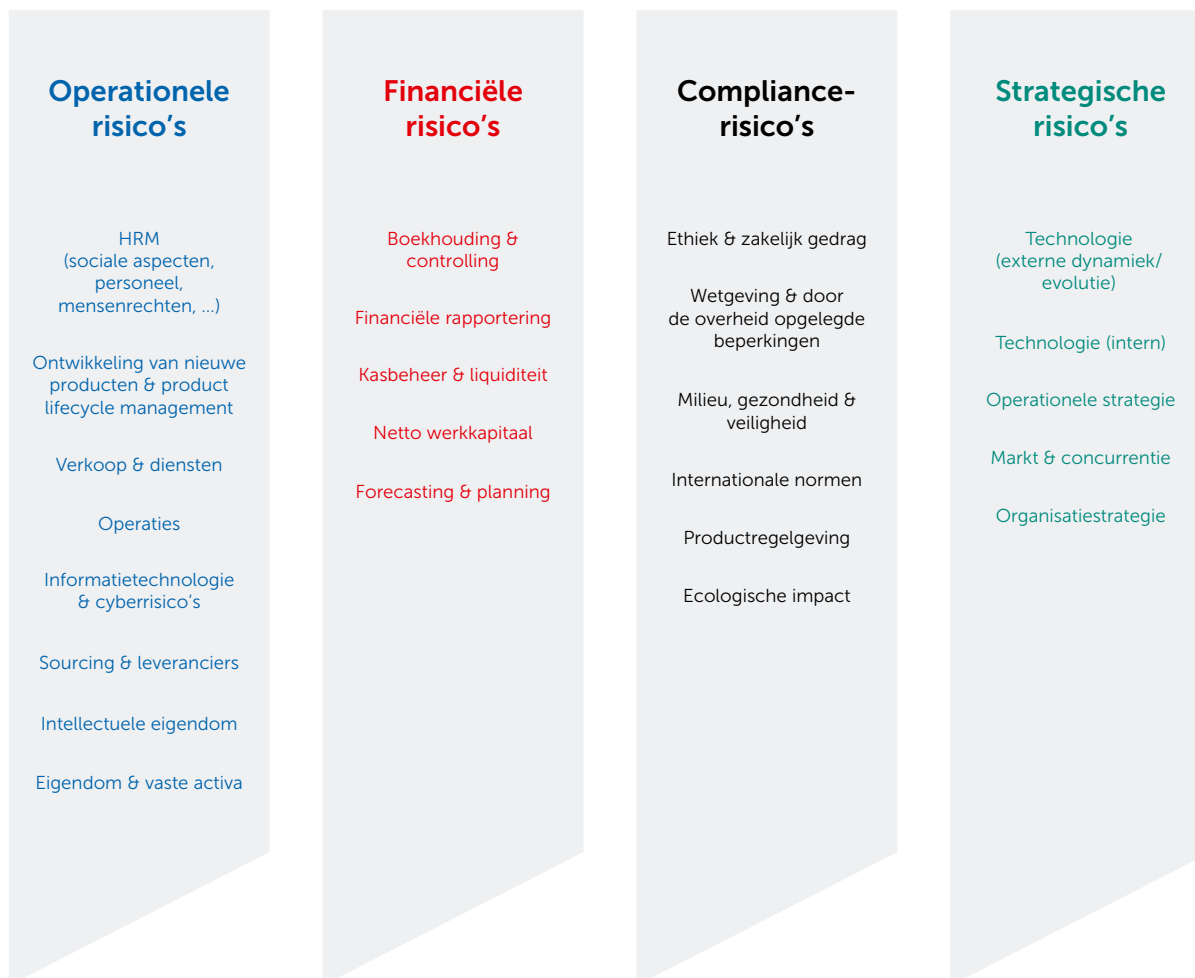 Operationele
risico's
HRM
(sociale aspecten,
personeel,
mensenrechten, ...)
Ontwikkeling van nieuwe
producten & product
lifecycle management
Verkoop & diensten
Operaties
Informatietechnologie
& cyberrisico's
Sourcing & leveranciers
Intellectuele eigendom
Eigendom & vaste activa
Financiële
risico's
Boekhouding &
controlling
Financiële rapportering
Kasbeheer & liquiditeit
Netto werkkapitaal
Forecasting & planning
Compliance-
risico's
Ethiek & zakelijk gedrag
Wetgeving & door
de overheid opgelegde
beperkingen
Milieu, gezondheid &
veiligheid
Internationale normen
Productregelgeving
Ecologische impact
Strategische
risico's
Technologie
(externe dynamiek/
evolutie)
Technologie (intern)
Operationele strategie
Markt & concurrentie
Organisatiestrategie